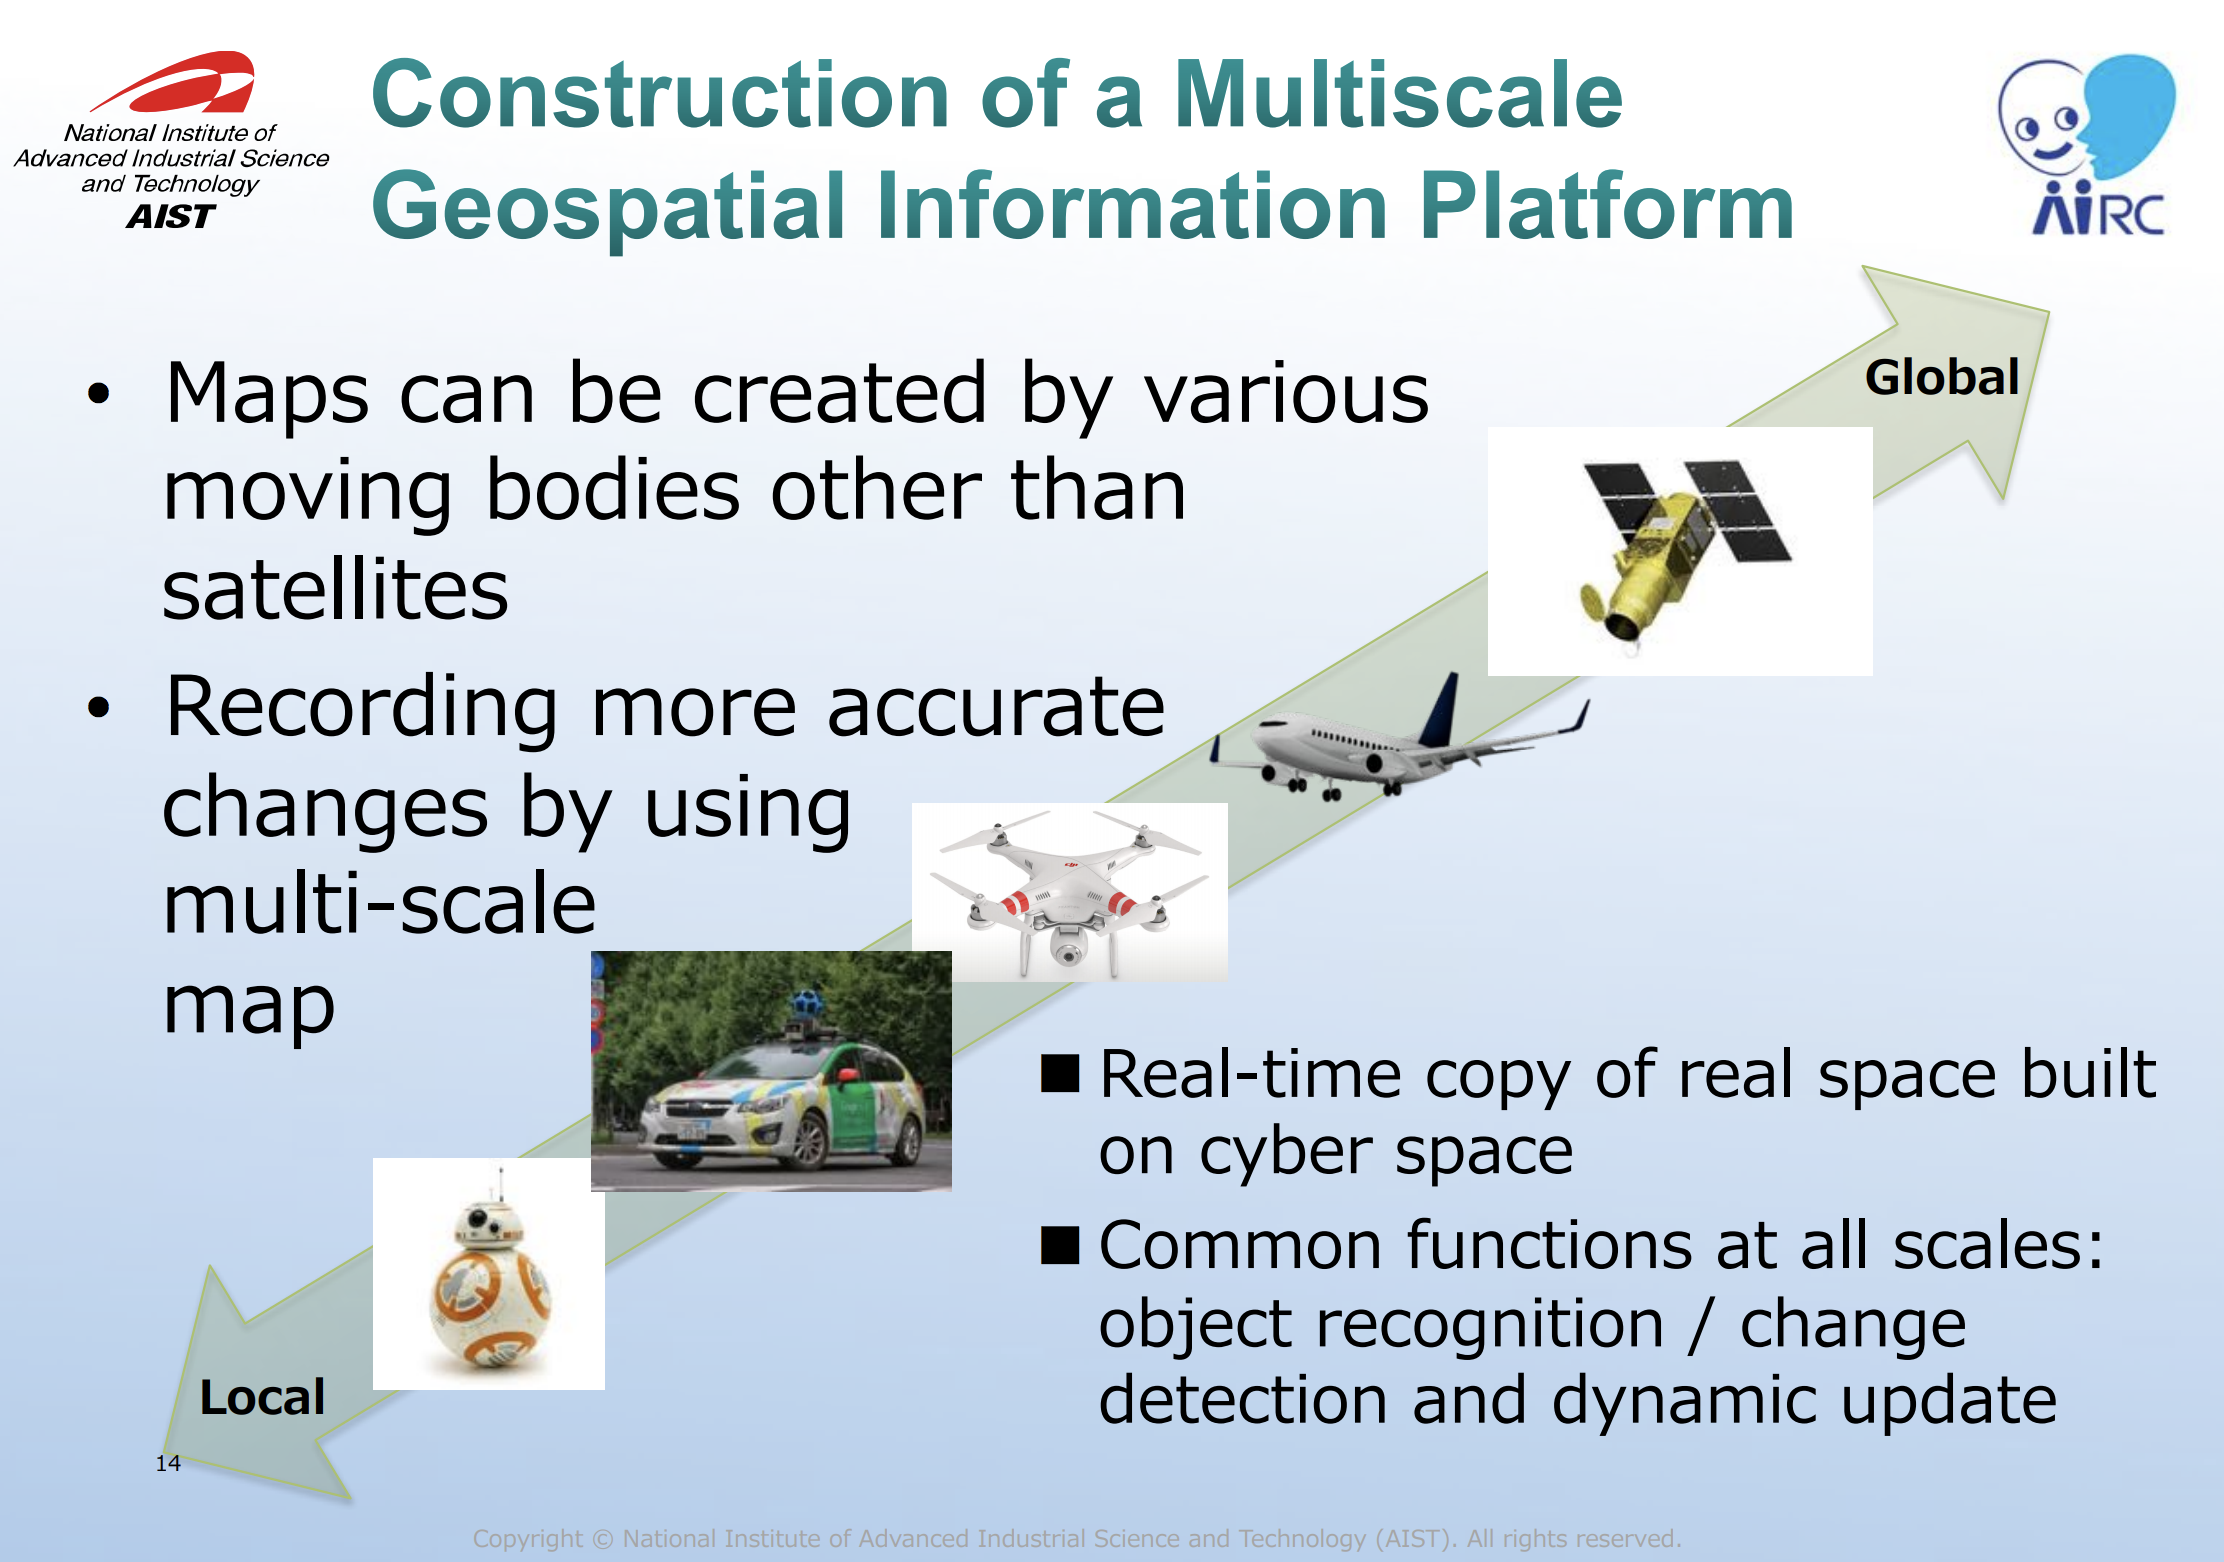 National Institute of
Advanced Industrial Science
and Technology
AIST
Construction of a Multiscale
Geospatial Information Platform
AIRC
Global
• Maps can be created by various
moving bodies other than
satellites
• Recording more accurate
changes by using
multi-scale
map
■ Real-time copy of real space built
on cyber space
■ Common functions at all scales:
object recognition / change
detection and dynamic update
Local
14
Copyright © National Institute of Advanced Industrial Science and Technology (AIST). All rights reserved.